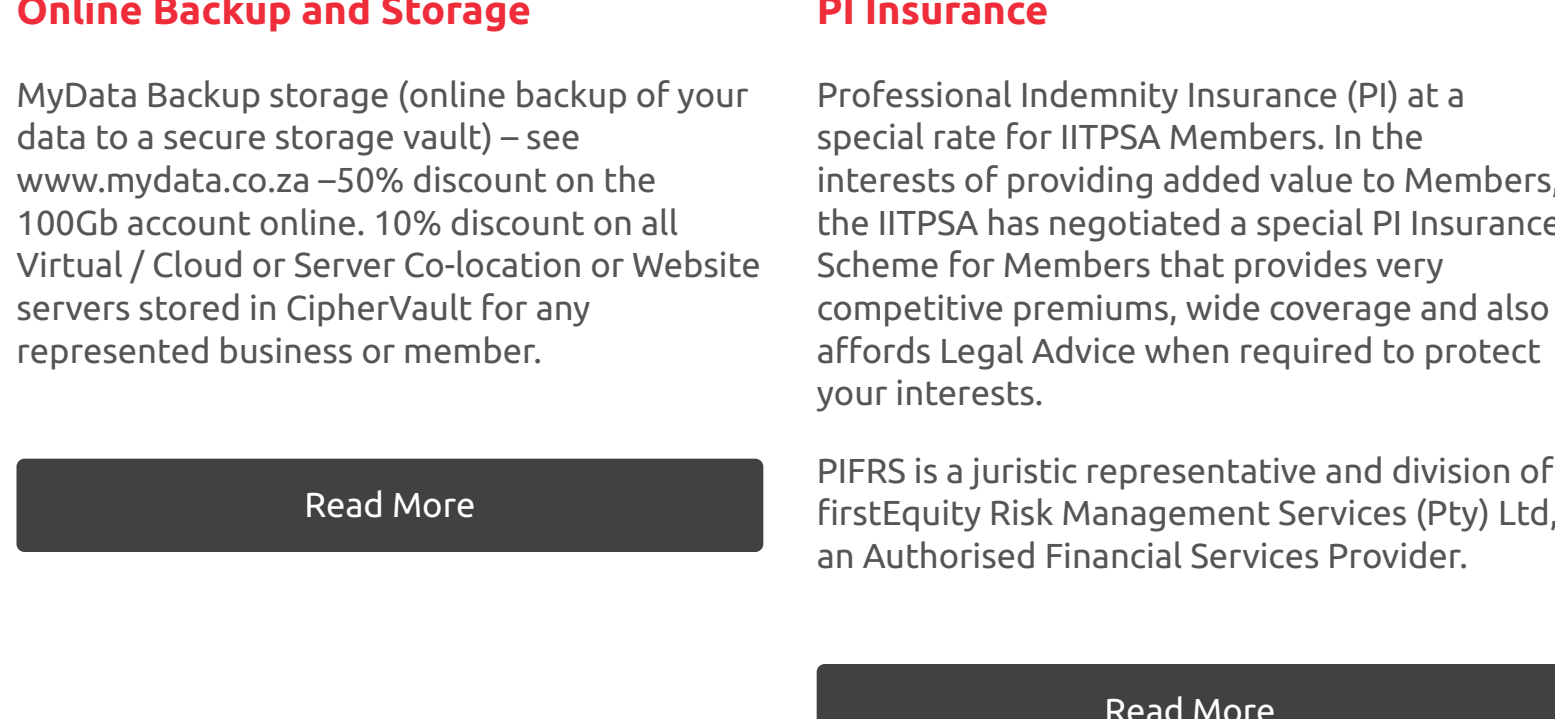 Online Backup and Storage
MyData Backup storage (online backup of your
data to a secure storage vault) – see
www.mydata.co.za –50% discount on the
100Gb account online. 10% discount on all
Virtual / Cloud or Server Co-location or Website
servers stored in CipherVault for any
represented business or member.
Read More
PI Insurance
Professional Indemnity Insurance (PI) at a
special rate for IITPSA Members. In the
interests of providing added value to Members,
the IITPSA has negotiated a special PI Insurance
Scheme for Members that provides very
competitive premiums, wide coverage and also
affords Legal Advice when required to protect
your interests.
PIFRS is a juristic representative and division of
firstEquity Risk Management Services (Pty) Ltd,
an Authorised Financial Services Provider.
Read More